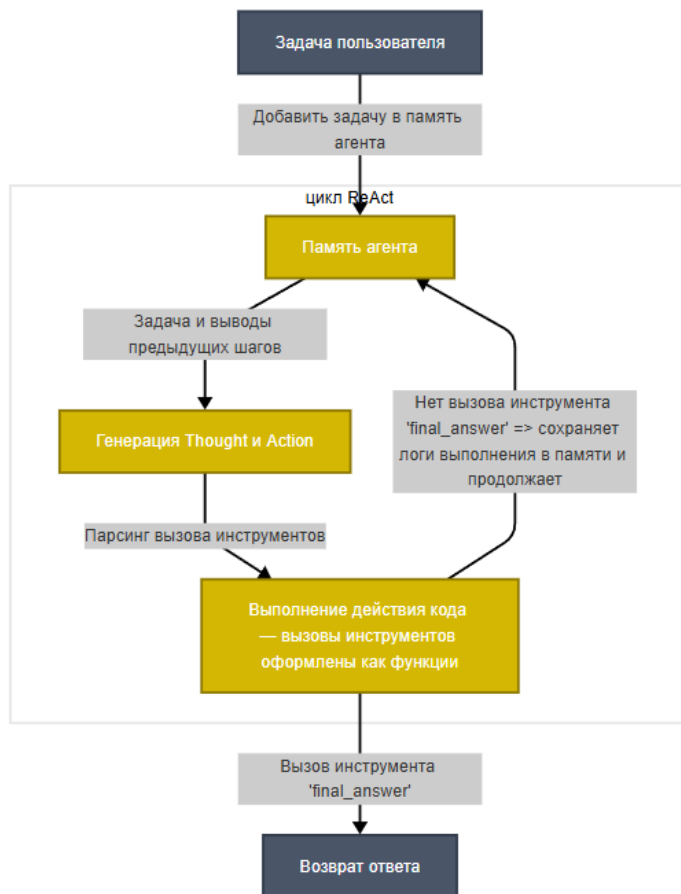 Задача пользователя
Добавить задачу в память
агента
цикл ReAct
Память агента
Задача и выводы
предыдущих шагов
Нет вызова инструмента
'final_answer' => сохраняет
логи выполнения в памяти и
продолжает
Генерация Thought и Action
Парсинг вызова инструментов
Выполнение действия кода
— вызовы инструментов
оформлены как функции
Вызов инструмента
'final_answer'
Возврат ответа